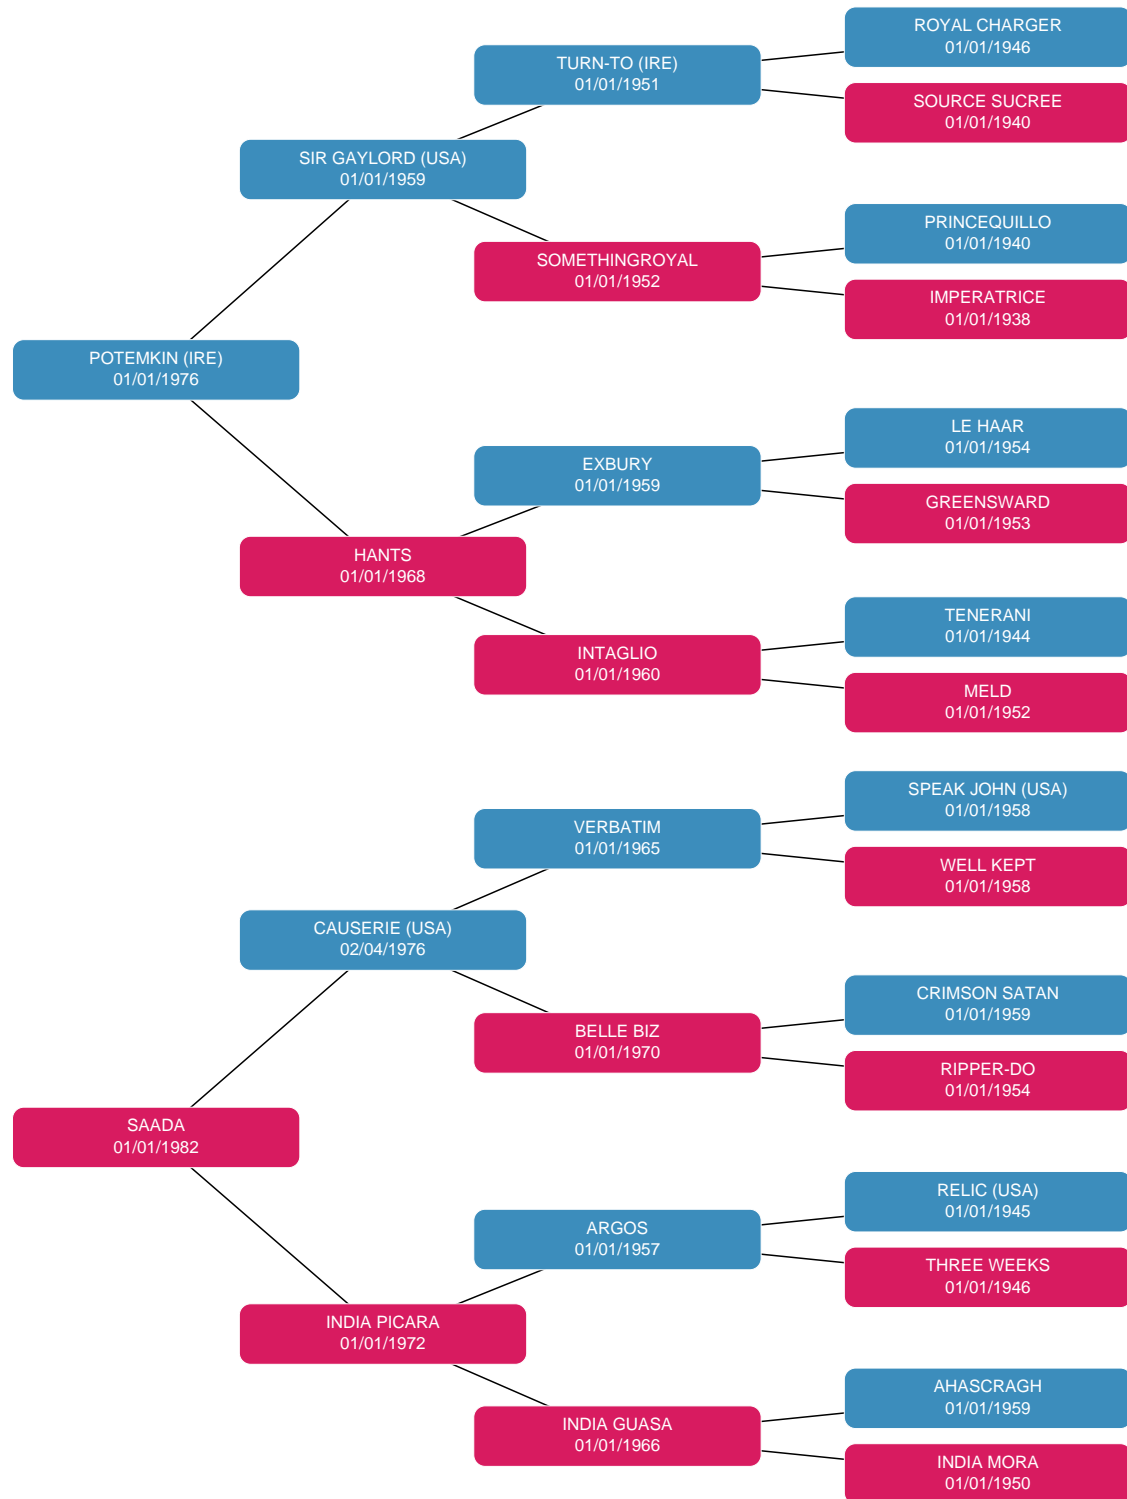 ROYAL CHARGER
01/01/1946
TURN-TO (IRE)
01/01/1951
SOURCE SUCREE
01/01/1940
SIR GAYLORD (USA)
01/01/1959
PRINCEQUILLO
01/01/1940
SOMETHINGROYAL
01/01/1952
IMPERATRICE
01/01/1938
POTEMKIN (IRE)
01/01/1976
LE HAAR
01/01/1954
EXBURY
01/01/1959
GREENSWARD
01/01/1953
HANTS
01/01/1968
TENERANI
01/01/1944
INTAGLIO
01/01/1960
MELD
01/01/1952
SPEAK JOHN (USA)
01/01/1958
VERBATIM
01/01/1965
WELL KEPT
01/01/1958
CAUSERIE (USA)
02/04/1976
CRIMSON SATAN
01/01/1959
BELLE BIZ
01/01/1970
RIPPER-DO
01/01/1954
SAADA
01/01/1982
RELIC (USA)
01/01/1945
ARGOS
01/01/1957
THREE WEEKS
01/01/1946
INDIA PICARA
01/01/1972
AHASCRAGH
01/01/1959
INDIA GUASA
01/01/1966
INDIA MORA
01/01/1950